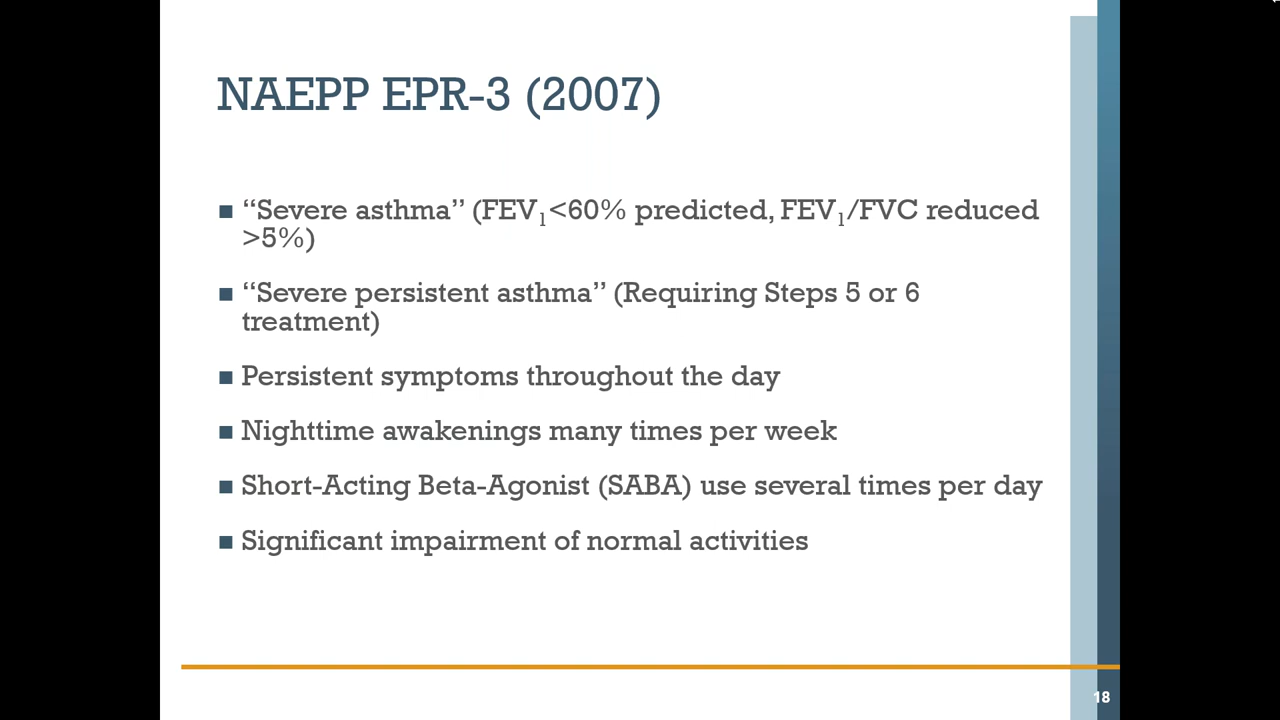 NAEPP EPR-3 (2007)
■ “Severe asthma” (FEV₁<60% predicted, FEV₁/FVC reduced
>5%)
■ “Severe persistent asthma” (Requiring Steps 5 or 6
treatment)
■ Persistent symptoms throughout the day
■ Nighttime awakenings many times per week
■ Short-Acting Beta-Agonist (SABA) use several times per day
■ Significant impairment of normal activities
18